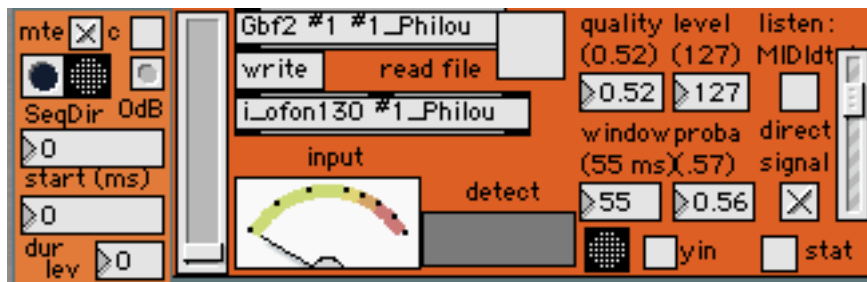 mte c
SeqDir 0dB
0
start (ms)
0
dur
lev 0
Gbf2 #1 #1_Philou
write read file
i_ofon130 #1_Philou
input
detect
quality level
(0.52) (127)
0.52 127
window proba
(55 ms)(.57)
55 0.56
yin
listen:
MIDIdt
direct
signal
stat